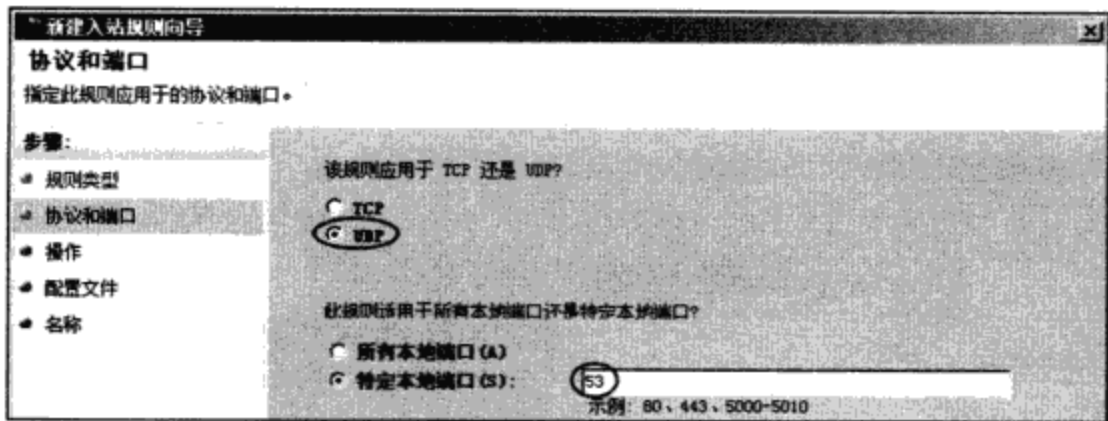 新建入站规则向导
协议和端口
指定此规则应用于的协议和端口。
步骤:
规则类型
协议和端口
操作
配置文件
名称
该规则应用于 TCP 还是 UDP?
TCP
UDP
此规则适用于所有本地端口还是特定本地端口?
所有本地端口(A)
特定本地端口(S):
53
示例: 80、443、5000-5010